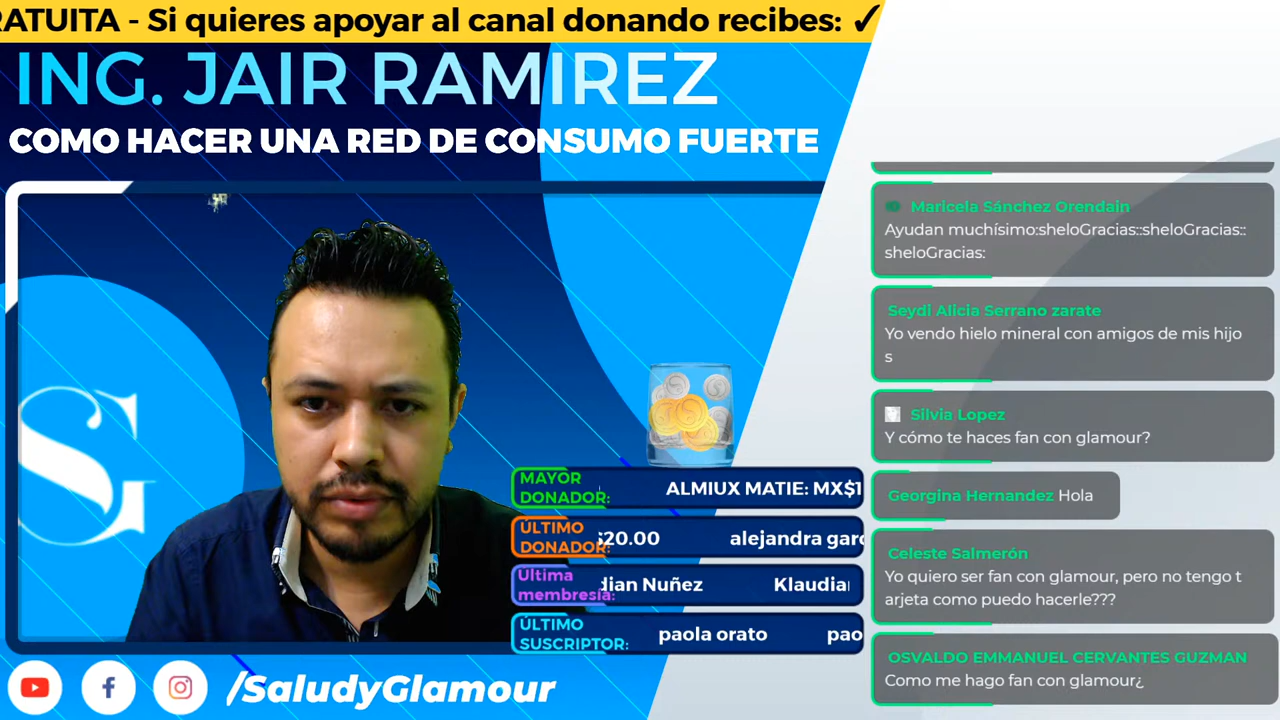 RATUITA - Si quieres apoyar al canal donando recibes: ✓
ING. JAIR RAMIREZ
COMO HACER UNA RED DE CONSUMO FUERTE
S
MAYOR
DONADOR:
ALMIUX MATIE: MX$1
ÚLTIMO
DONADOR:
20.00 alejandra garc
Última
membresía:
dian Nuñez Klaudia
ÚLTIMO
SUSCRIPTOR:
paola orato pao
/SaludyGlamour
Maricela Sánchez Orendain
Ayudan muchísimo:sheloGracias::sheloGracias::
sheloGracias:
Seydi Alicia Serrano zarate
Yo vendo hielo mineral con amigos de mis hijo
s
Silvia Lopez
Y cómo te haces fan con glamour?
Georgina Hernandez Hola
Celeste Salmerón
Yo quiero ser fan con glamour, pero no tengo t
arjeta como puedo hacerle???
OSVALDO EMMANUEL CERVANTES GUZMAN
Como me hago fan con glamour¿